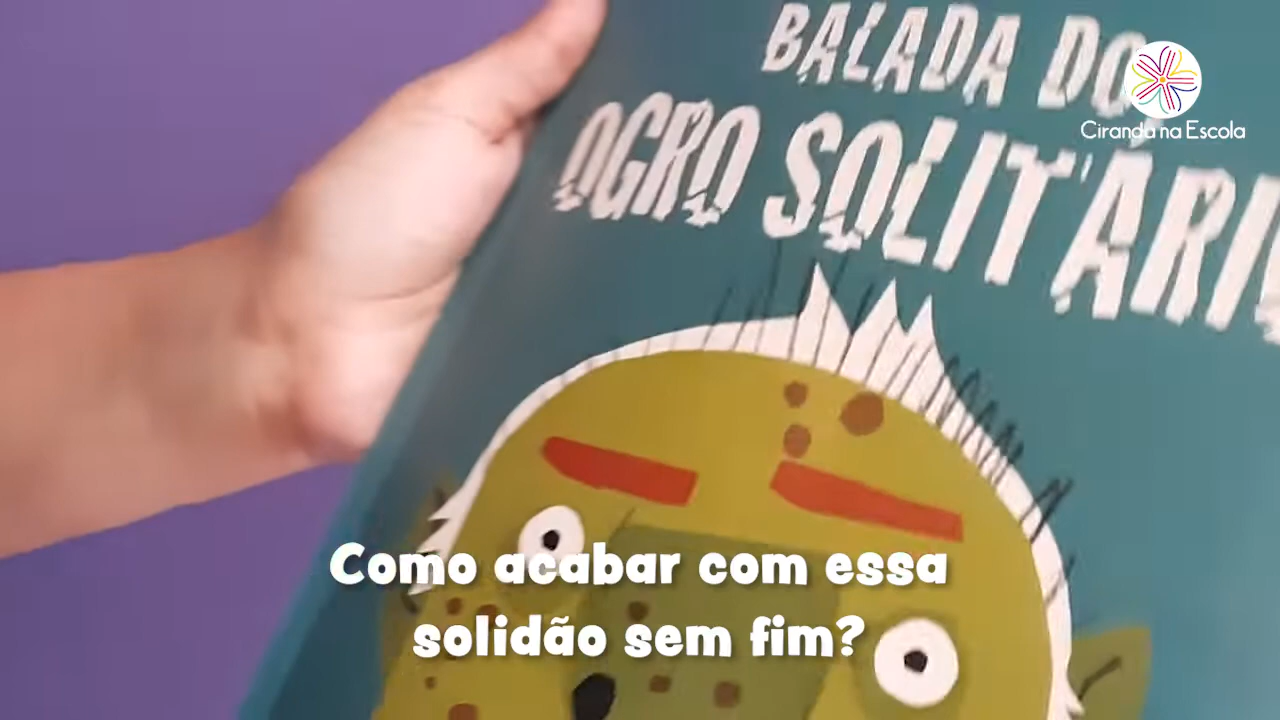 BALADA DO
OGRO SOLITÁRI
Ciranda na Escola
Como acabar com essa
solidão sem fim?